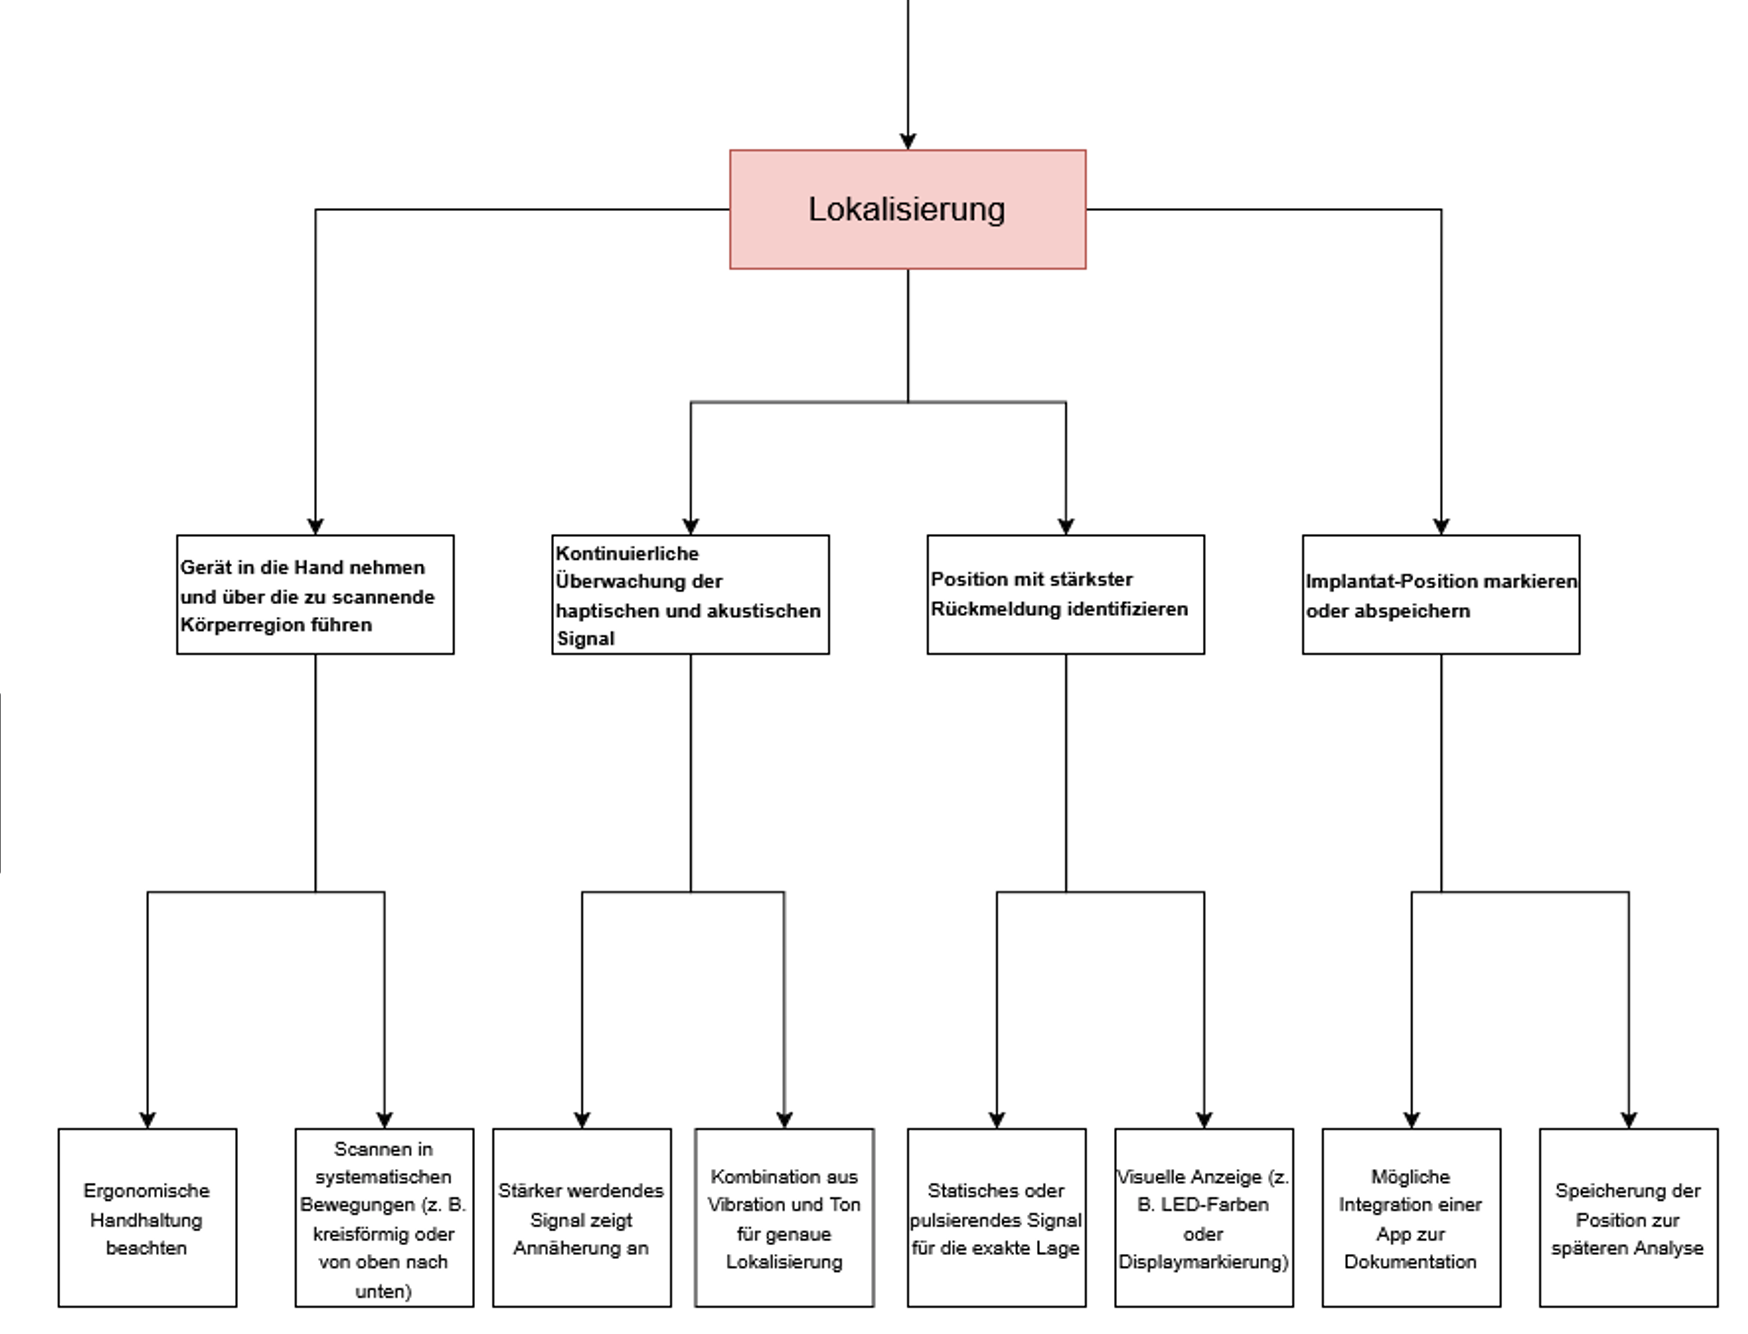 Lokalisierung
Gerät in die Hand nehmen
und über die zu scannende
Körperregion führen
Kontinuierliche
Überwachung der
haptischen und akustischen
Signal
Position mit stärkster
Rückmeldung identifizieren
Implantat-Position markieren
oder abspeichern
Ergonomische
Handhaltung
beachten
Scannen in
systematischen
Bewegungen (z. B.
kreisförmig oder
von oben nach
unten)
Stärker werdendes
Signal zeigt
Annäherung an
Kombination aus
Vibration und Ton
für genaue
Lokalisierung
Statisches oder
pulsierendes Signal
für die exakte Lage
Visuelle Anzeige (z.
B. LED-Farben
oder
Displaymarkierung)
Mögliche
Integration einer
App zur
Dokumentation
Speicherung der
Position zur
späteren Analyse